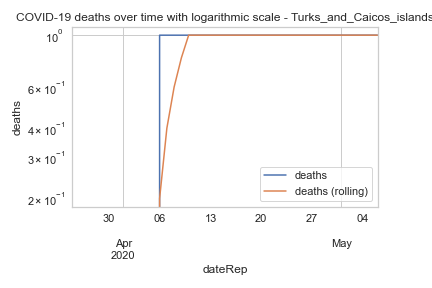 COVID-19 deaths over time with logarithmic scale - Turks_and_Caicos_islands
10⁰
6 × 10⁻¹
4 × 10⁻¹
3 × 10⁻¹
2 × 10⁻¹
deaths
deaths
deaths (rolling)
30 06 13 20 27 04
Apr May
2020
dateRep